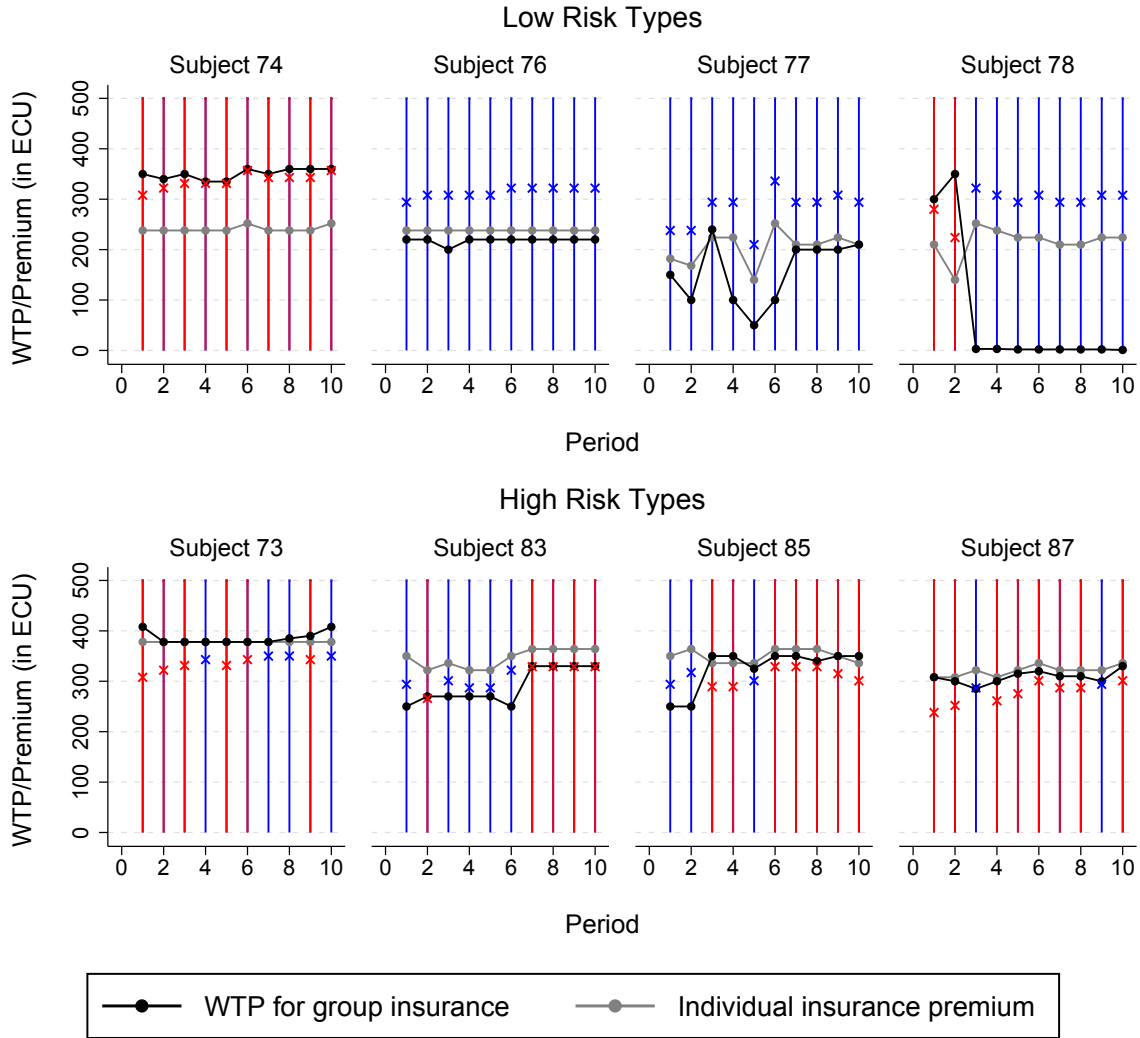 Low Risk Types
Subject 74 Subject 76 Subject 77 Subject 78
WTP/Premium (in ECU)
500
400
300
200
100
0
0 2 4 6 8 10 0 2 4 6 8 10 0 2 4 6 8 10 0 2 4 6 8 10
Period
High Risk Types
Subject 73 Subject 83 Subject 85 Subject 87
WTP/Premium (in ECU)
500
400
300
200
100
0
0 2 4 6 8 10 0 2 4 6 8 10 0 2 4 6 8 10 0 2 4 6 8 10
Period
WTP for group insurance Individual insurance premium